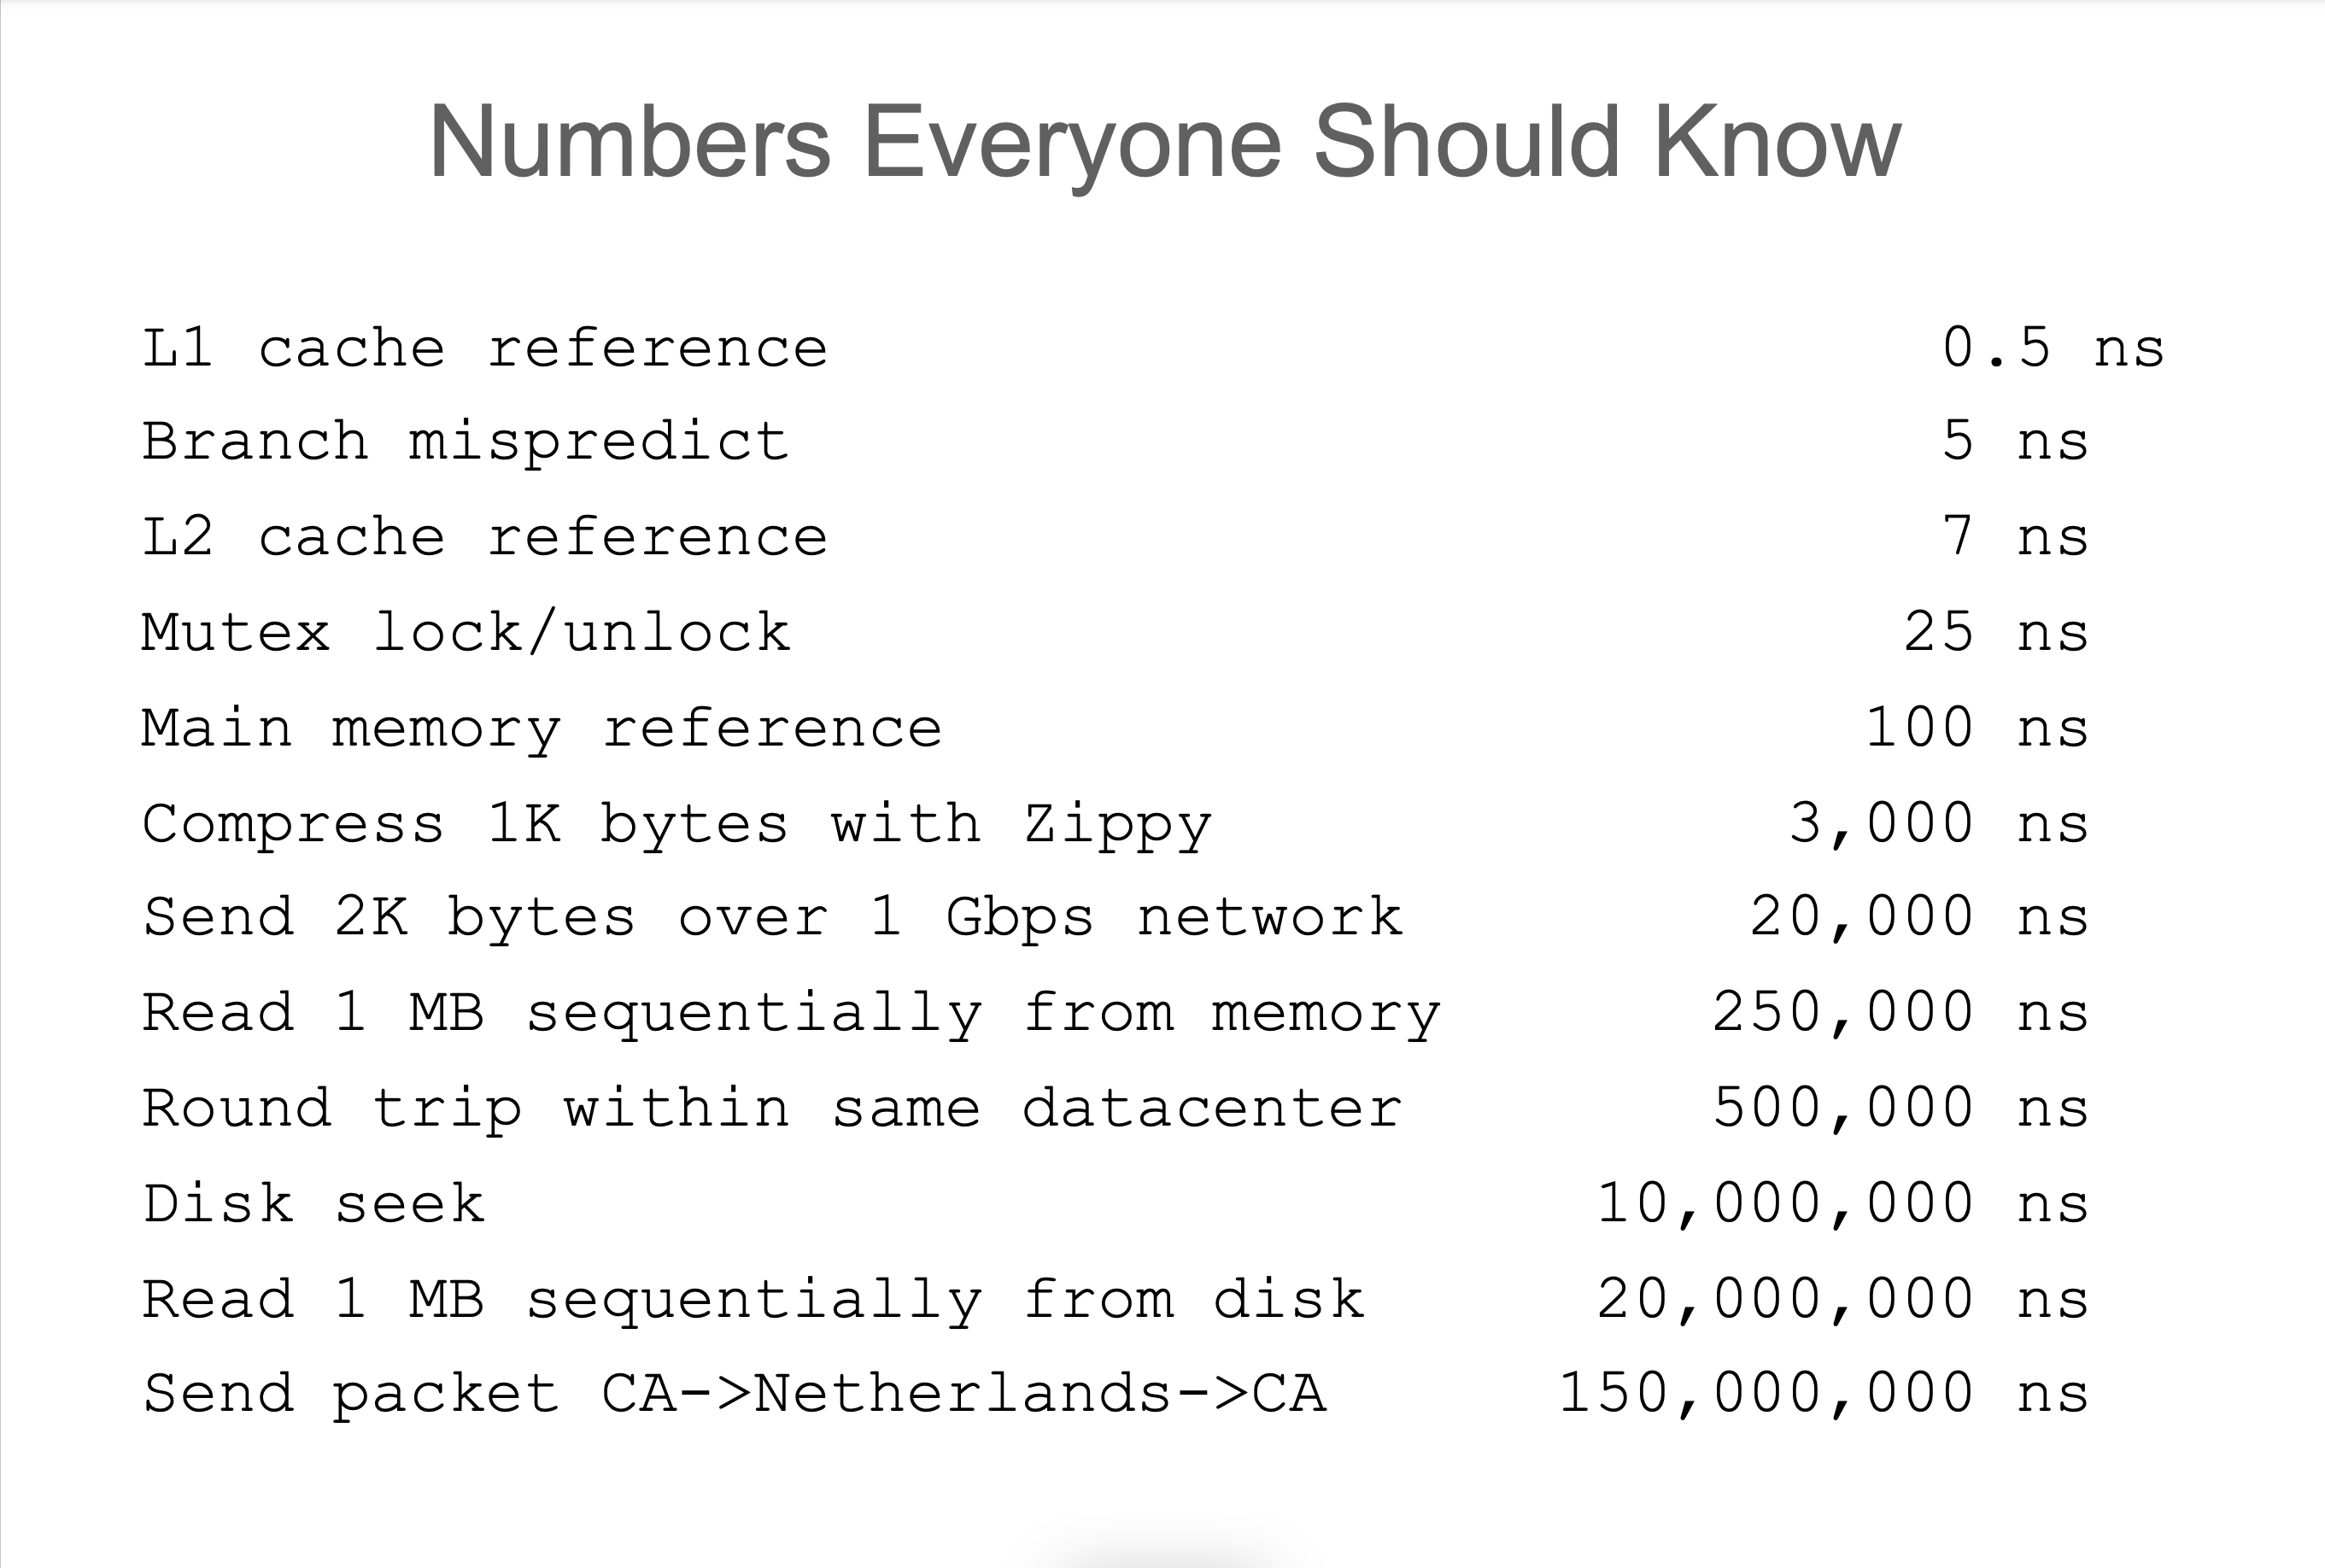 Numbers Everyone Should Know
L1 cache reference 0.5 ns
Branch mispredict 5 ns
L2 cache reference 7 ns
Mutex lock/unlock 25 ns
Main memory reference 100 ns
Compress 1K bytes with Zippy 3,000 ns
Send 2K bytes over 1 Gbps network 20,000 ns
Read 1 MB sequentially from memory 250,000 ns
Round trip within same datacenter 500,000 ns
Disk seek 10,000,000 ns
Read 1 MB sequentially from disk 20,000,000 ns
Send packet CA->Netherlands->CA 150,000,000 ns